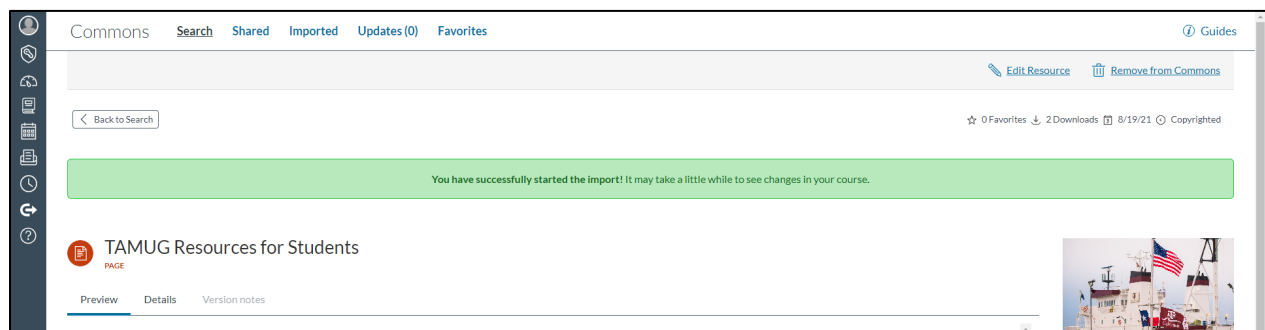 Commons Search Shared Imported Updates (0) Favorites Guides
Edit Resource Remove from Commons
Back to Search 0 Favorites 2 Downloads 8/19/21 Copyrighted
You have successfully started the import! It may take a little while to see changes in your course.
TAMUG Resources for Students
PAGE
Preview Details Version notes